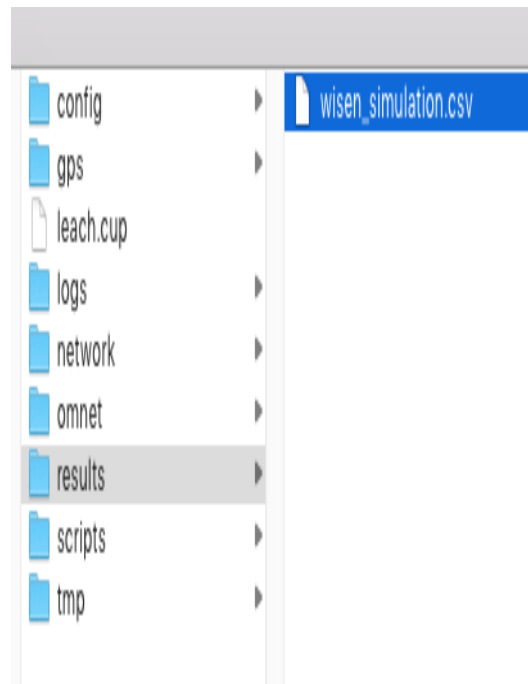 config
gps
leach.cup
logs
network
omnet
results
scripts
tmp
wisen_simulation.csv